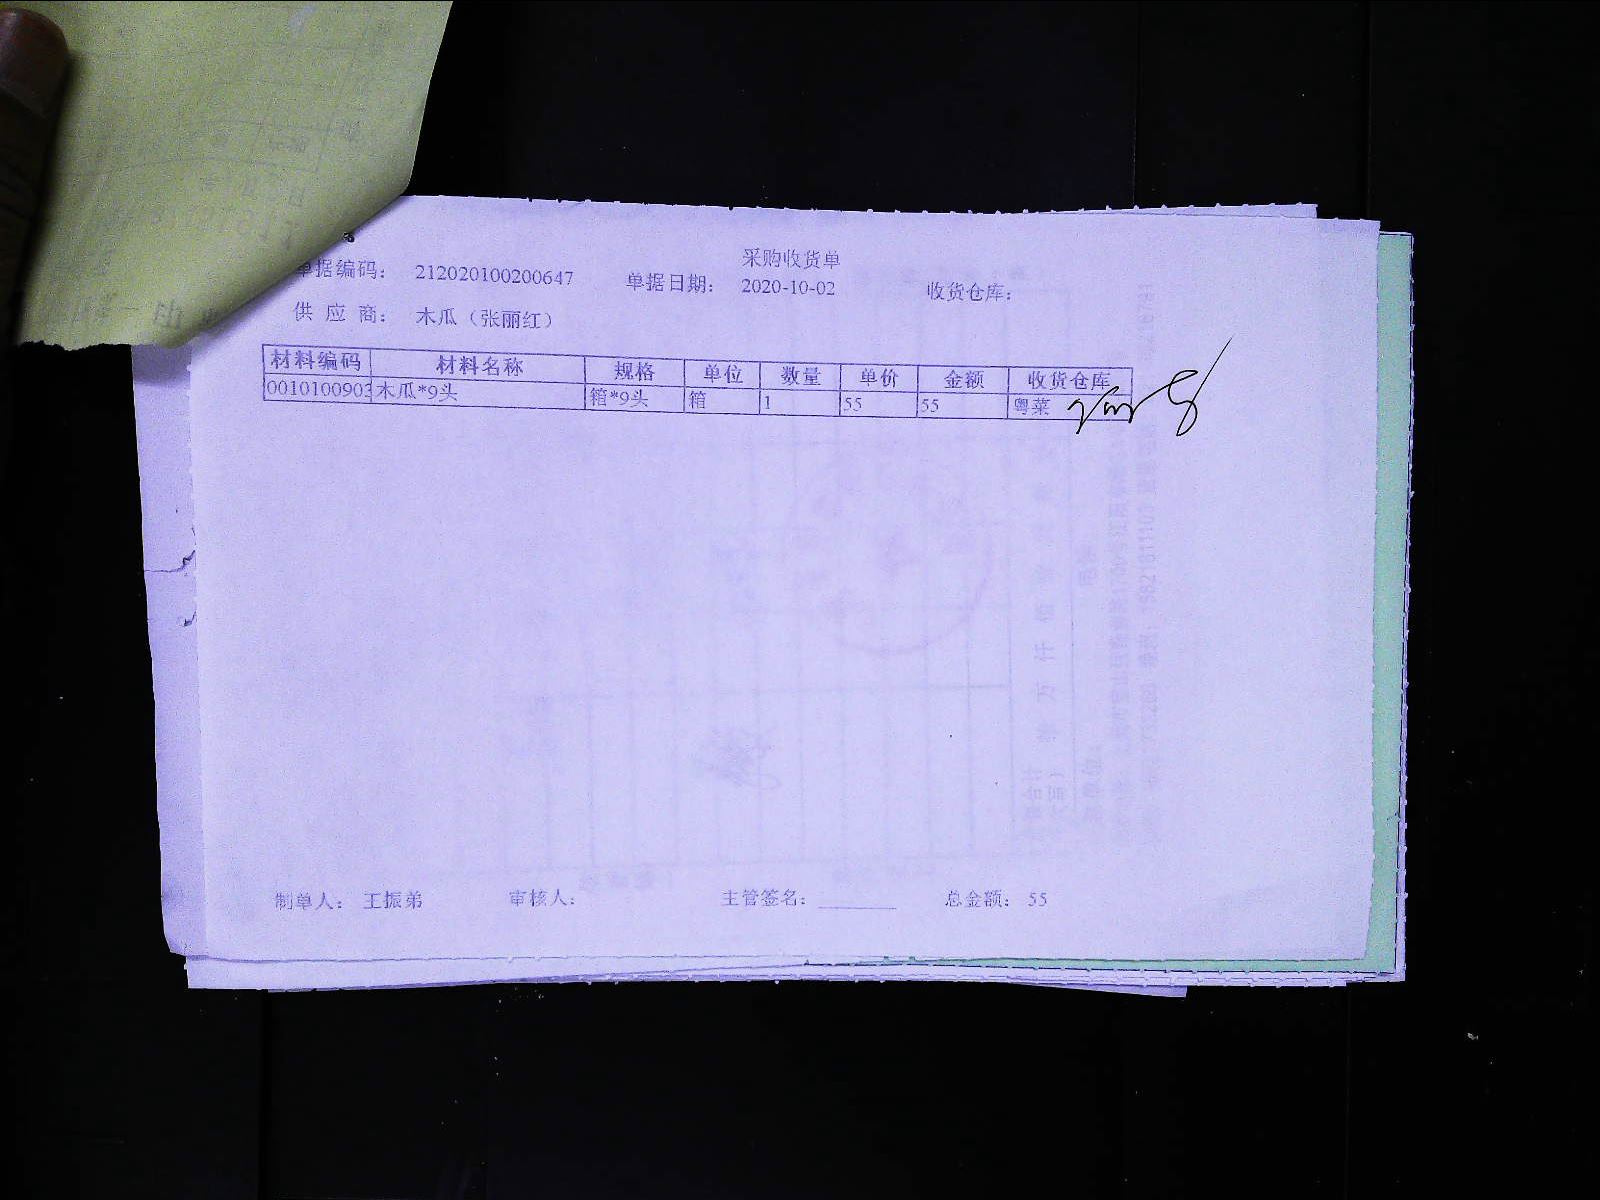 采购收货单
单据编码： 212020100200647 单据日期： 2020-10-02 收货仓库：
供 应 商： 木瓜（张丽红）
材料编码 材料名称 规格 单位 数量 单价 金额 收货仓库
0010100903 木瓜*9头 箱*9头 箱 1 55 55 粤菜
制单人： 王振弟 审核人： 主管签名：________ 总金额： 55